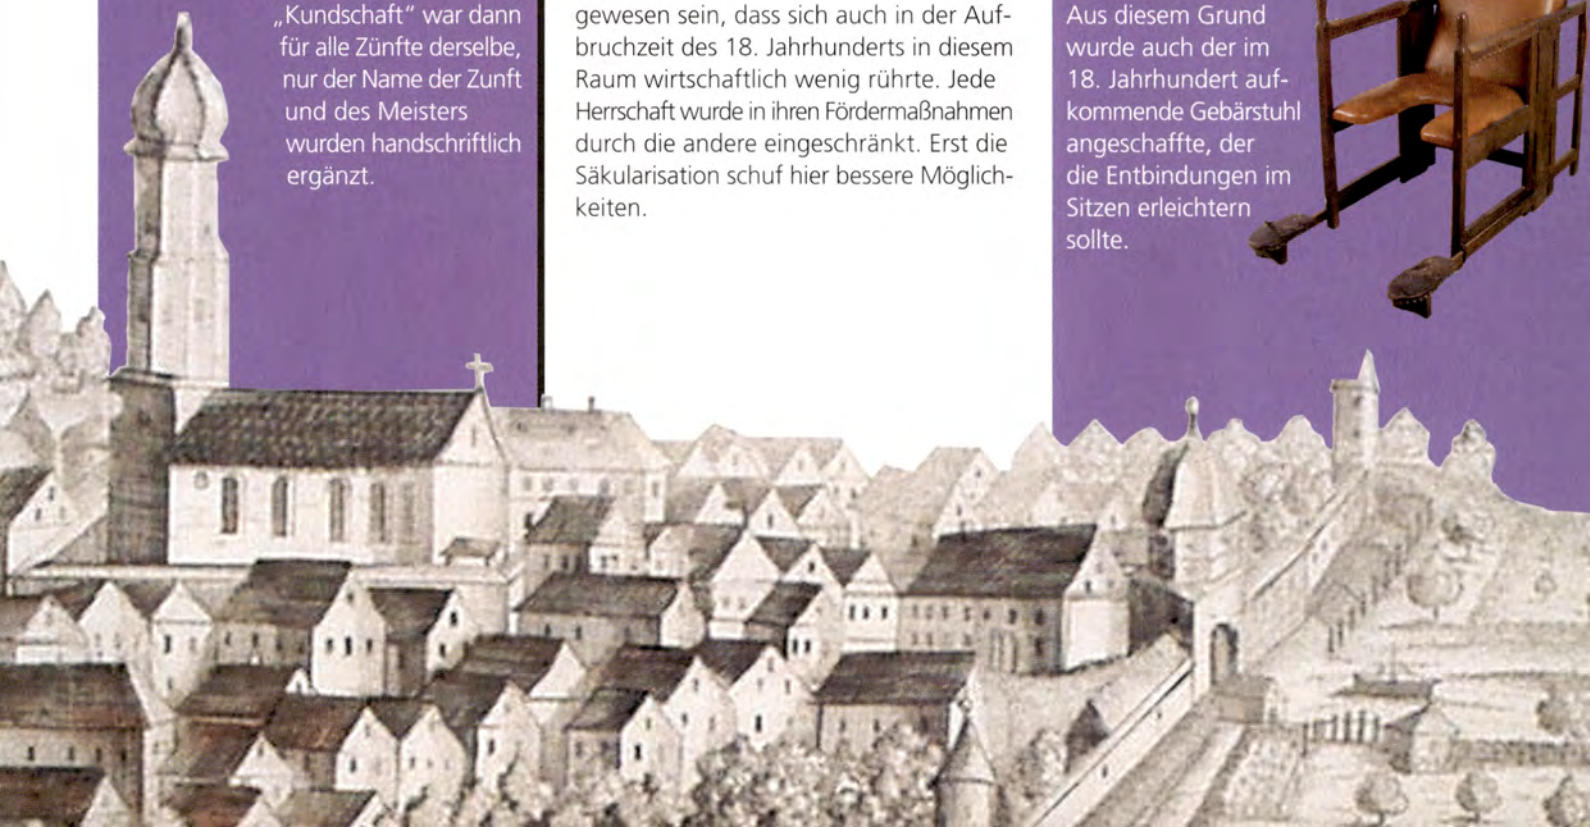 „Kundschaft“ war dann
für alle Zünfte derselbe,
nur der Name der Zunft
und des Meisters
wurden handschriftlich
ergänzt.
gewesen sein, dass sich auch in der Auf-
bruchzeit des 18. Jahrhunderts in diesem
Raum wirtschaftlich wenig rührte. Jede
Herrschaft wurde in ihren Fördermaßnahmen
durch die andere eingeschränkt. Erst die
Säkularisation schuf hier bessere Möglich-
keiten.
Aus diesem Grund
wurde auch der im
18. Jahrhundert auf-
kommende Gebärstuhl
angeschaffte, der
die Entbindungen im
Sitzen erleichtern
sollte.